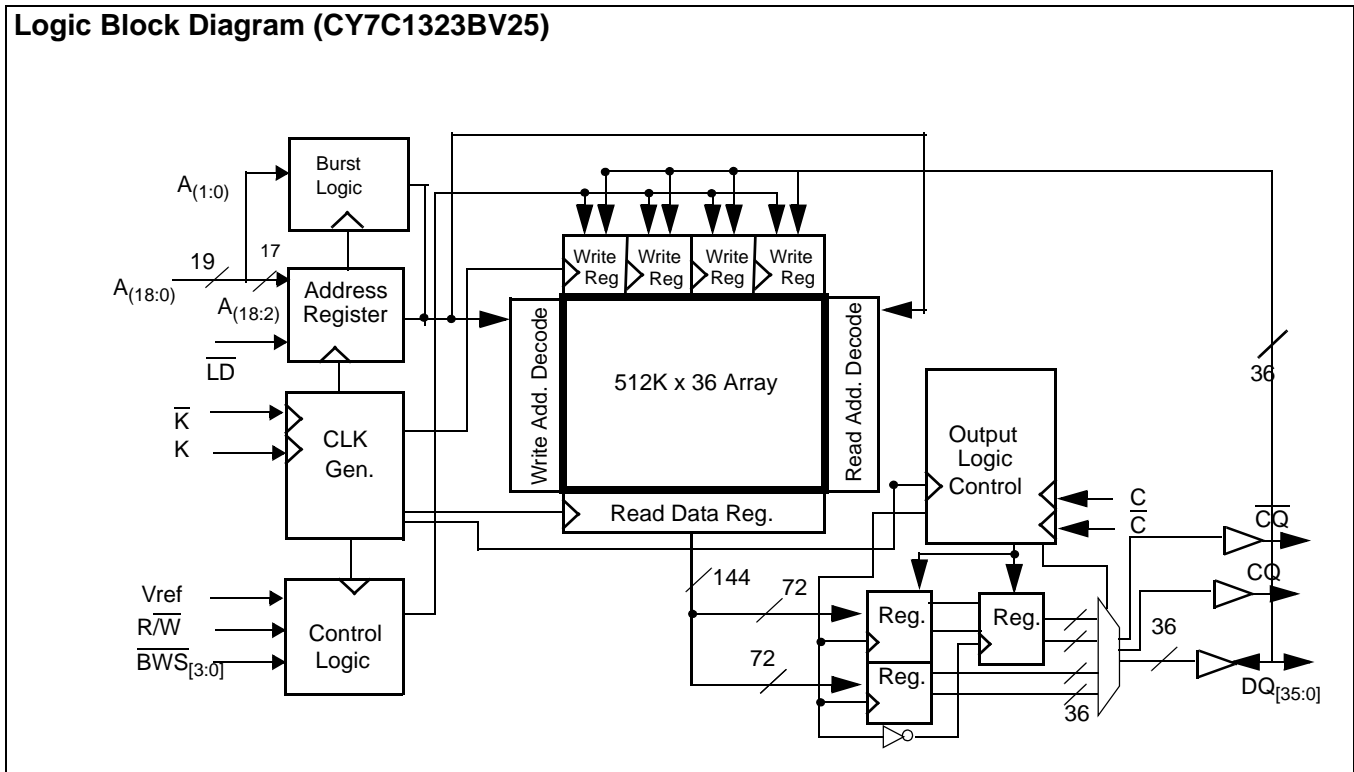 Logic Block Diagram (CY7C1323BV25)
Burst
Logic
A(1:0)
19
17
A(18:0)
A(18:2)
Address
Register
L̅D̅
K̅
K
CLK
Gen.
Vref
R/W̅
B̅W̅S̅[3:0]
Control
Logic
Write
Reg
Write
Reg
Write
Reg
Write
Reg
Write Add. Decode
512K x 36 Array
Read Add. Decode
Read Data Reg.
144
72
72
Output
Logic
Control
C
C̅
Reg.
Reg.
Reg.
36
36
36
C̅Q̅
CQ
DQ[35:0]